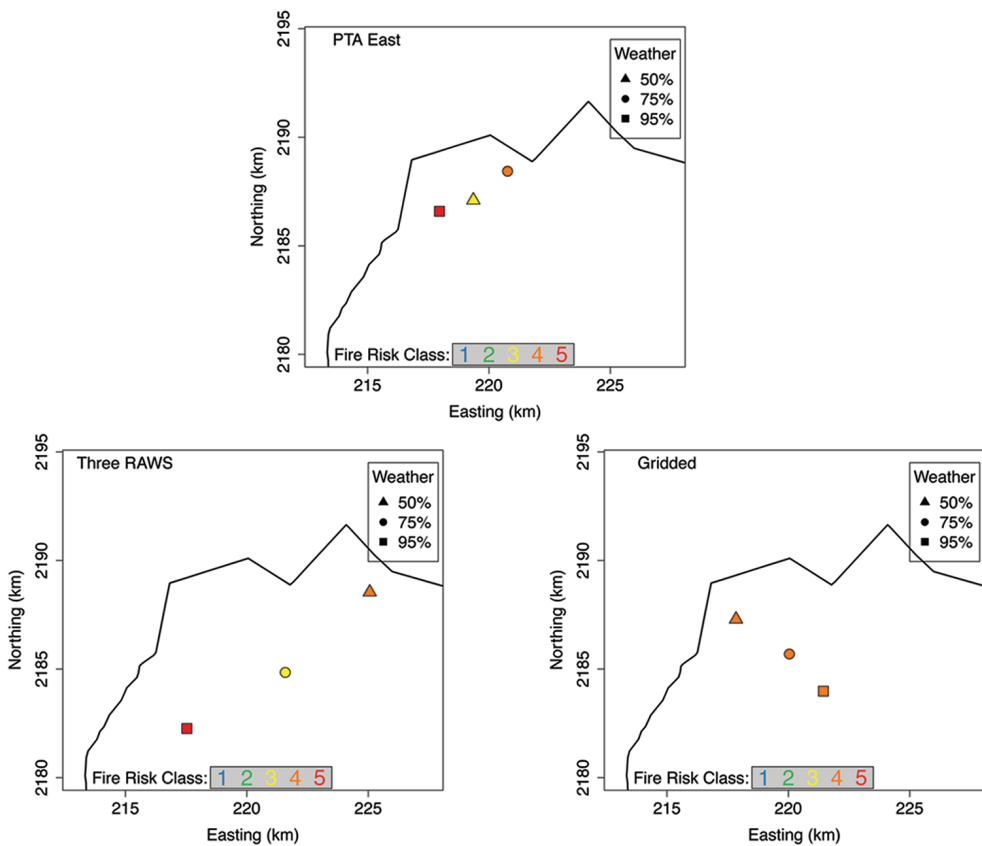 PTA East
Weather
50%
75%
95%
2195
2190
2185
2180
Northing (km)
Fire Risk Class: 1 2 3 4 5
215 220 225
Easting (km)
Three RAWS
Weather
50%
75%
95%
2195
2190
2185
2180
Northing (km)
Fire Risk Class: 1 2 3 4 5
215 220 225
Easting (km)
Gridded
Weather
50%
75%
95%
2195
2190
2185
2180
Northing (km)
Fire Risk Class: 1 2 3 4 5
215 220 225
Easting (km)